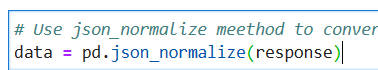 # Use json_normalize meethod to conver
data = pd.json_normalize(response)